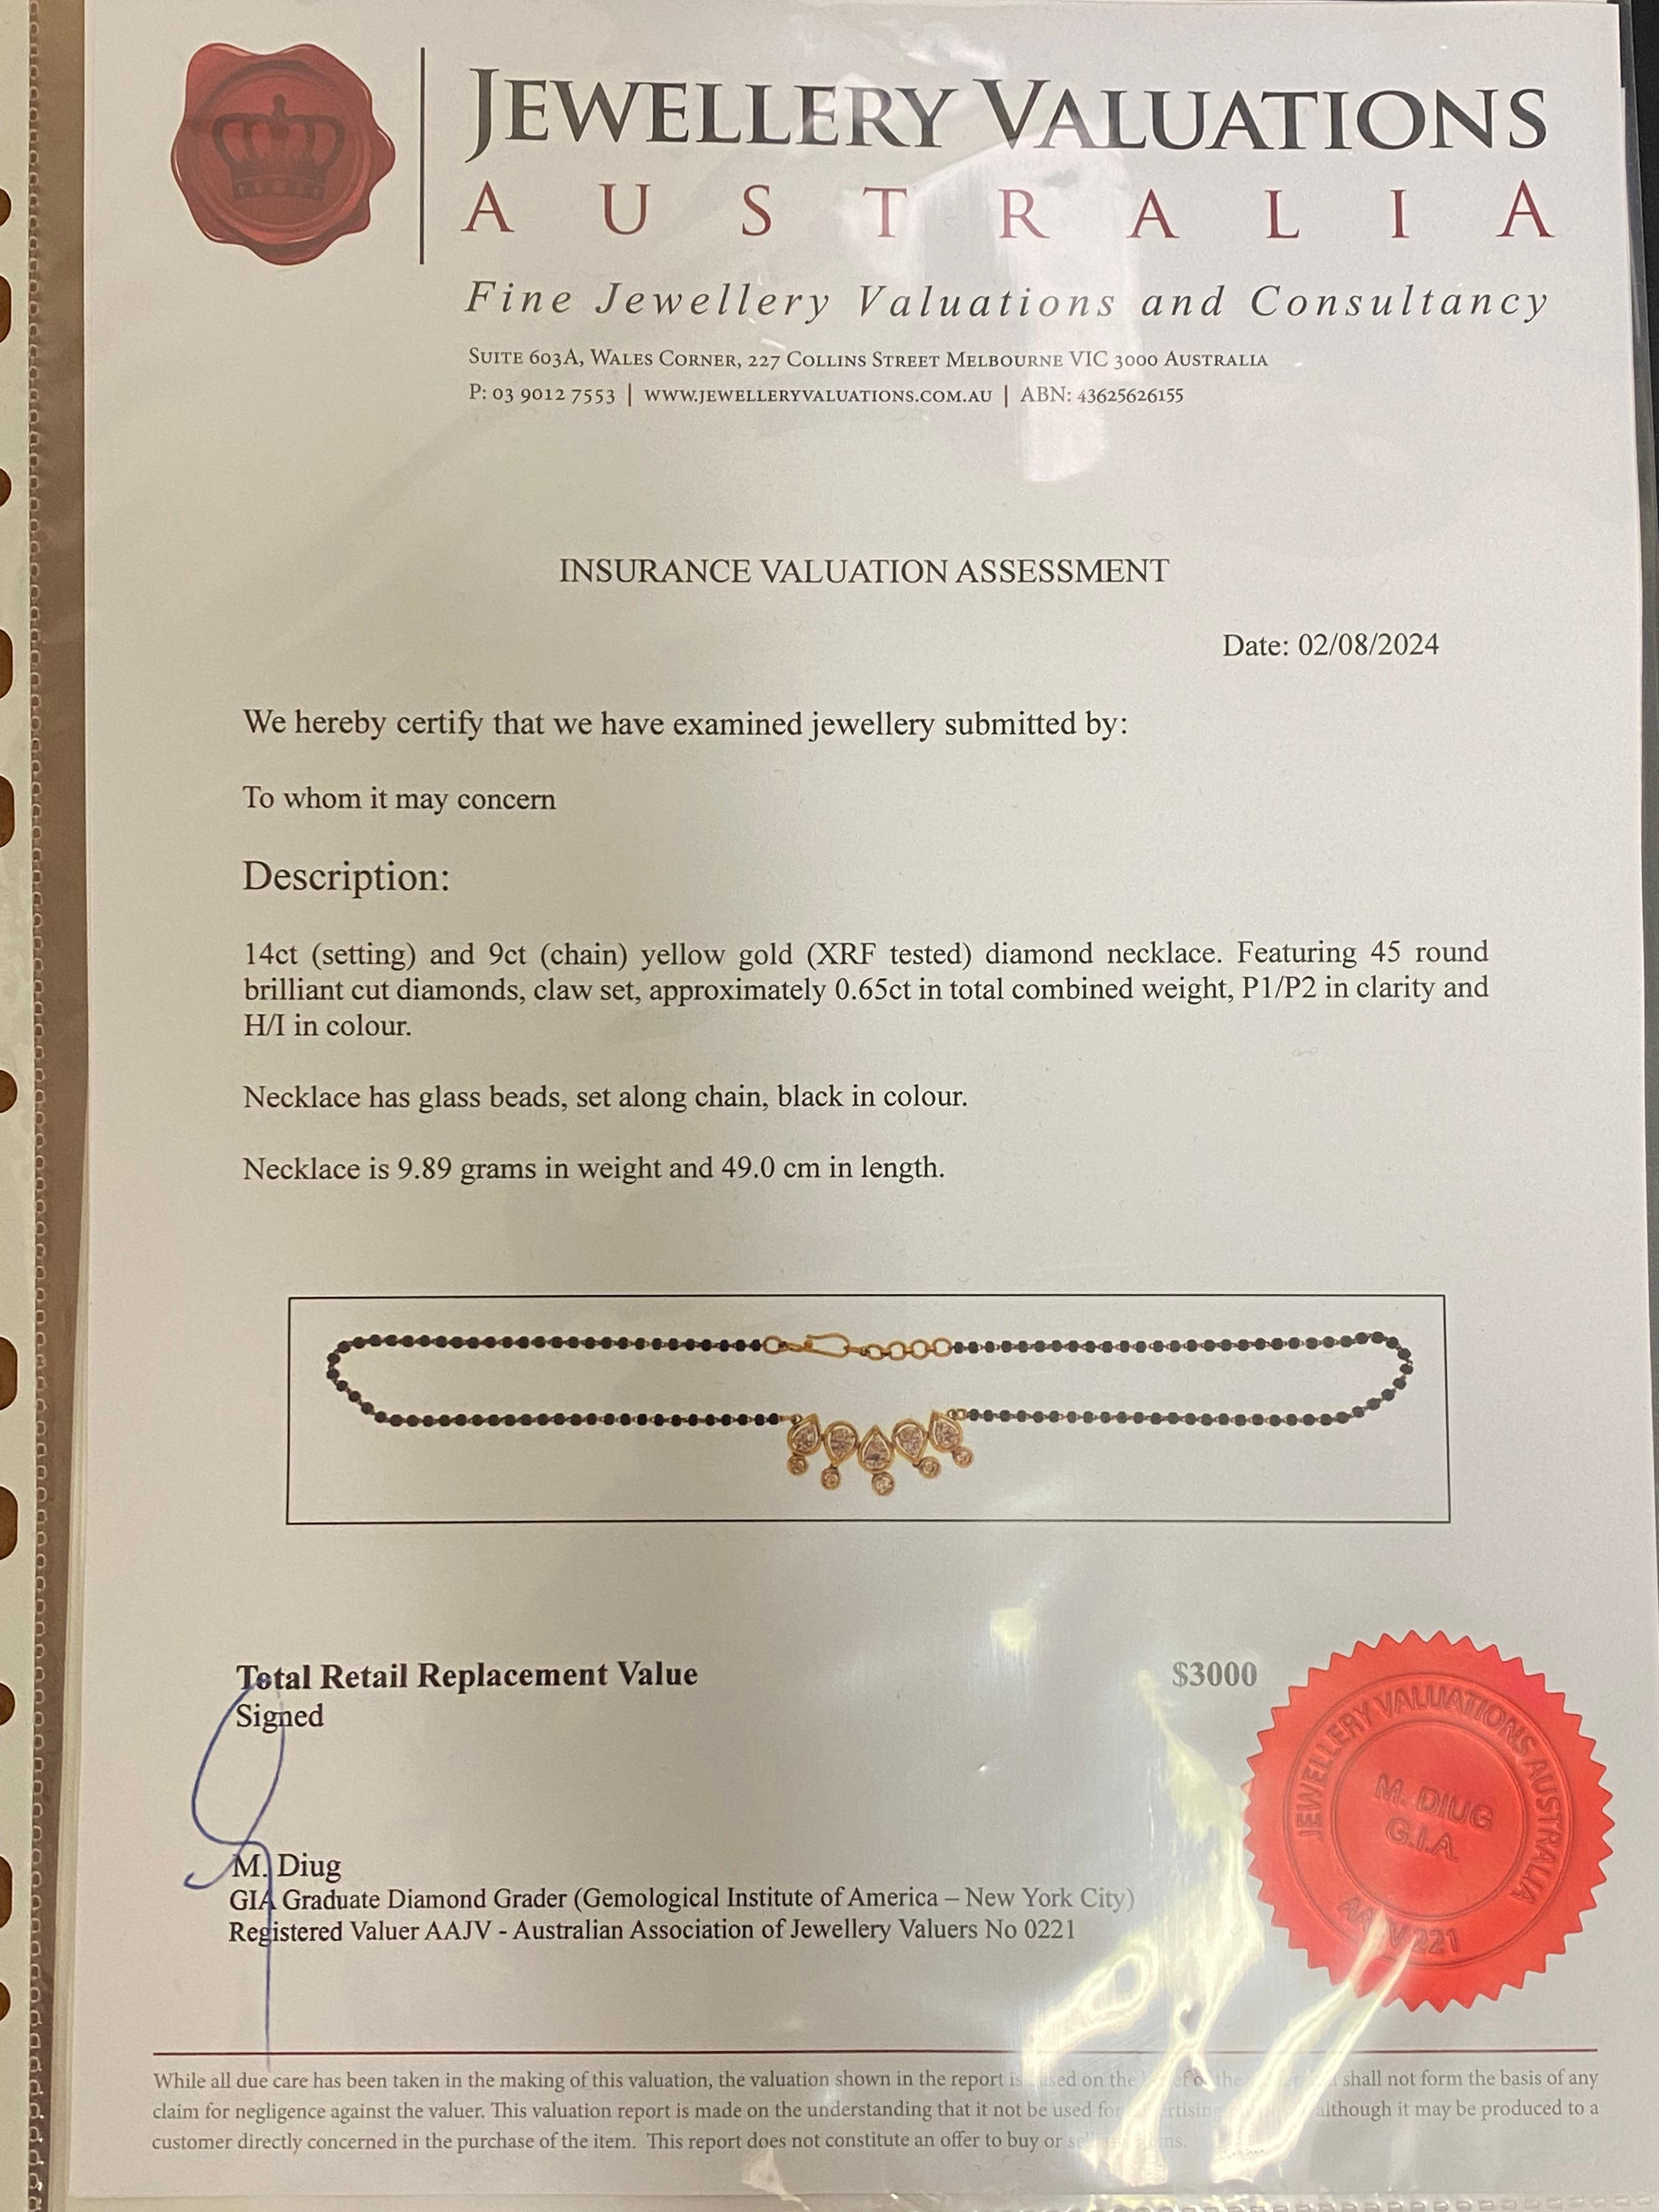 JEWELLERY VALUATIONS
AUSTRALIA
Fine Jewellery Valuations and Consultancy
SUITE 603A, WALES CORNER, 227 COLLINS STREET MELBOURNE VIC 3000 AUSTRALIA
P: 03 9012 7553 | WWW.JEWELLERYVALUATIONS.COM.AU | ABN: 43625626155
INSURANCE VALUATION ASSESSMENT
Date: 02/08/2024
We hereby certify that we have examined jewellery submitted by:
To whom it may concern
Description:
14ct (setting) and 9ct (chain) yellow gold (XRF tested) diamond necklace. Featuring 45 round
brilliant cut diamonds, claw set, approximately 0.65ct in total combined weight, P1/P2 in clarity and
H/I in colour.
Necklace has glass beads, set along chain, black in colour.
Necklace is 9.89 grams in weight and 49.0 cm in length.
Total Retail Replacement Value $3000
Signed
M. Diug
GIA Graduate Diamond Grader (Gemological Institute of America – New York City)
Registered Valuer AAJV - Australian Association of Jewellery Valuers No 0221
JEWELLERY VALUATIONS AUSTRALIA
M. DIUG
G.I.A.
AAJV 221
While all due care has been taken in the making of this valuation, the valuation shown in the report is based on the shall not form the basis of any
claim for negligence against the valuer. This valuation report is made on the understanding that it not be used for although it may be produced to a
customer directly concerned in the purchase of the item. This report does not constitute an offer to buy or